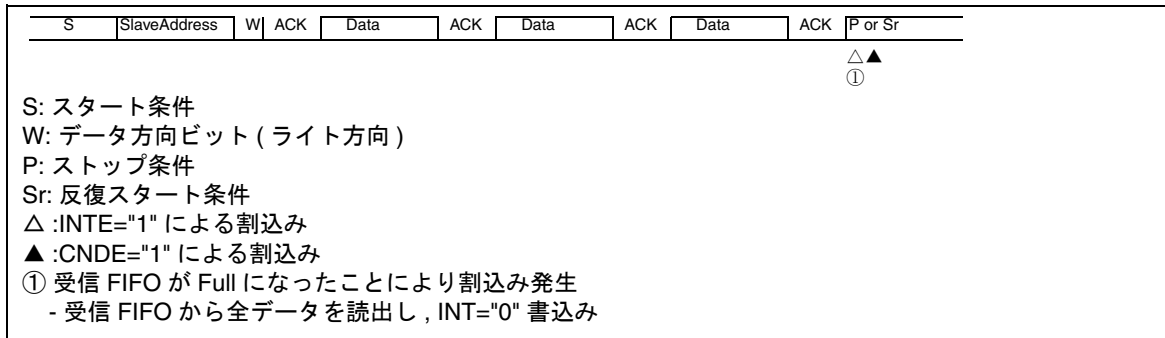 S SlaveAddress W ACK Data ACK Data ACK Data ACK P or Sr
△▲
①
S: スタート条件
W: データ方向ビット ( ライト方向 )
P: ストップ条件
Sr: 反復スタート条件
△ :INTE="1" による割込み
▲ :CNDE="1" による割込み
① 受信 FIFO が Full になったことにより割込み発生
- 受信 FIFO から全データを読出し , INT="0" 書込み